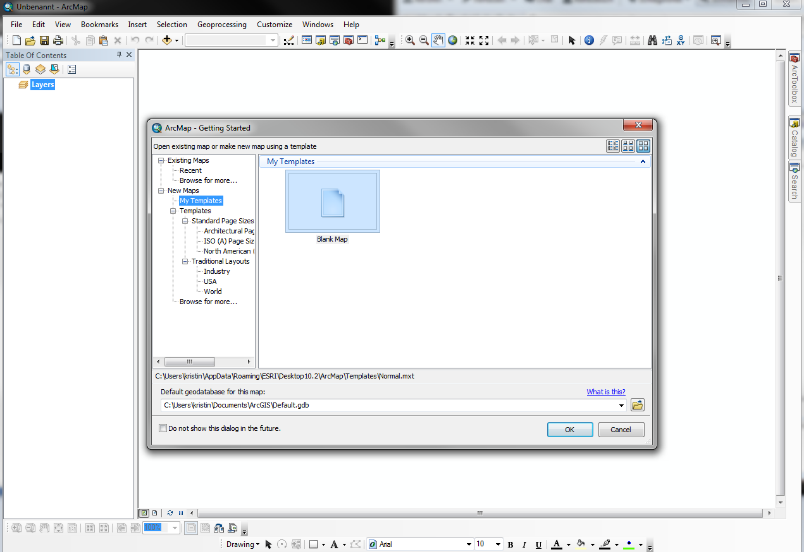 Unbenannt - ArcMap
File Edit View Bookmarks Insert Selection Geoprocessing Customize Windows Help
Table Of Contents
Layers
ArcToolbox
Catalog
Search
ArcMap - Getting Started
Open existing map or make new map using a template
Existing Maps
Recent
Browse for more...
New Maps
My Templates
Templates
Standard Page Sizes
Architectural Pag
ISO (A) Page Siz
North American (
Traditional Layouts
Industry
USA
World
Browse for more...
My Templates
Blank Map
C:\Users\kristin\AppData\Roaming\ESRI\Desktop10.2\ArcMap\Templates\Normal.mxt
Default geodatabase for this map:
What is this?
C:\Users\kristin\Documents\ArcGIS\Default.gdb
Do not show this dialog in the future.
OK Cancel
Drawing Arial 10 B I U A